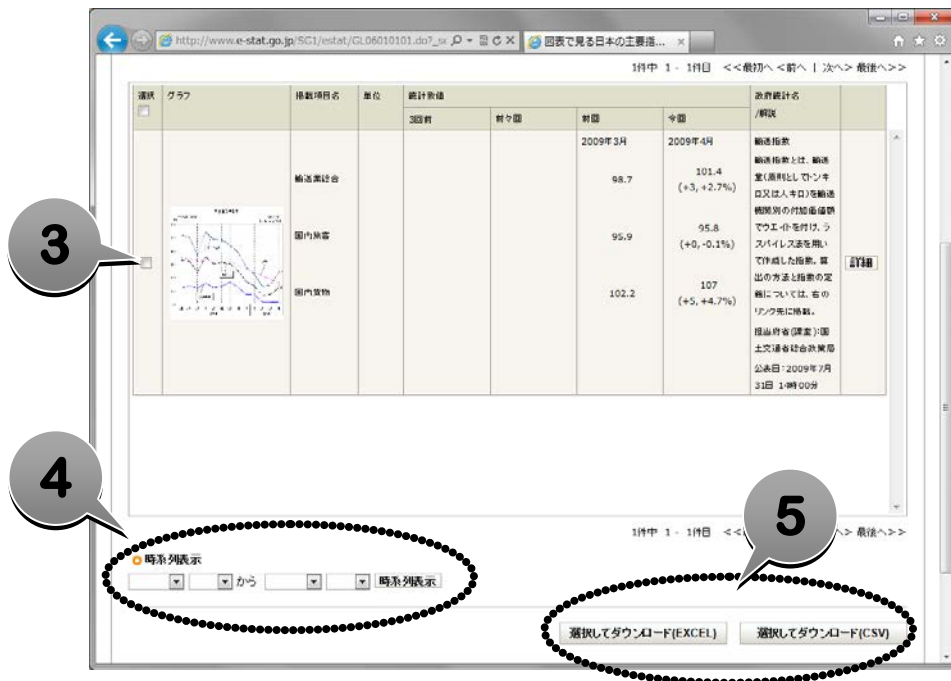 http://www.e-stat.go.jp/SG1/estat/GL06010101.do?_sc
図表で見る日本の主要指...
1件中 1 - 1件目 <<最初へ <前へ | 次へ> 最後へ>>
選択 グラフ 掲載項目名 単位 統計数値 政府統計名
/解説
3回前 前々回 前回 今回
2009年3月 2009年4月
輸送業総合 98.7 101.4
(+3, +2.7%)
国内旅客 95.9 95.8
(+0, -0.1%)
国内貨物 102.2 107
(+5, +4.7%)
輸送指数
輸送指数とは、輸送
量(原則としてトンキ
ロ又は人キロ)を輸送
機関別の付加価値額
でウエイトを付け、ラ
スパイレス法を用い
て作成した指数。算
出の方法と指数の定
義については、右の
リンク先に掲載。
担当府省(課室):国
土交通省総合政策局
公表日:2009年7月
31日 14時00分
詳細
3
4
5
1件中 1 - 1件目 << へ> 最後へ>>
時系列表示
から 時系列表示
選択してダウンロード(EXCEL) 選択してダウンロード(CSV)